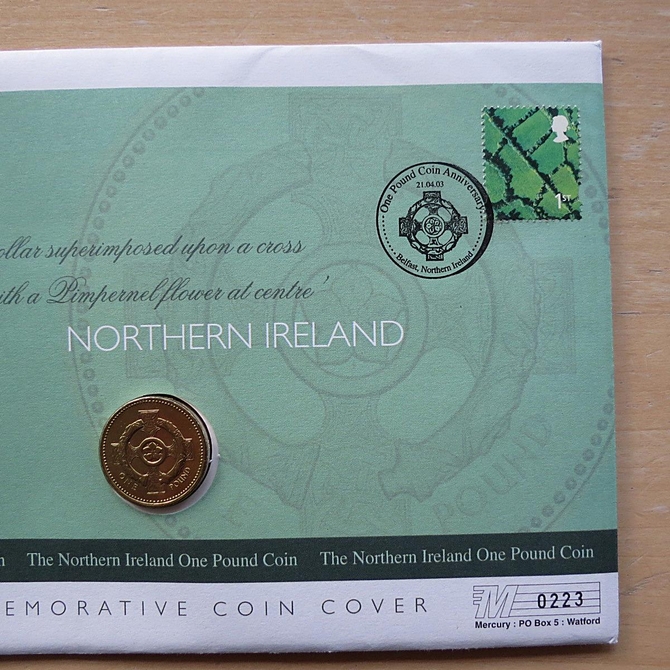 One Pound Coin Anniversary
21.04.03
Belfast, Northern Ireland
1ST
ollar superimposed upon a cross
ith a Pimpernel flower at centre'
NORTHERN IRELAND
ONE POUND
POUND
n The Northern Ireland One Pound Coin The Northern Ireland One Pound Coin
EMORATIVE COIN COVER
M 0223
Mercury : PO Box 5 : Watford